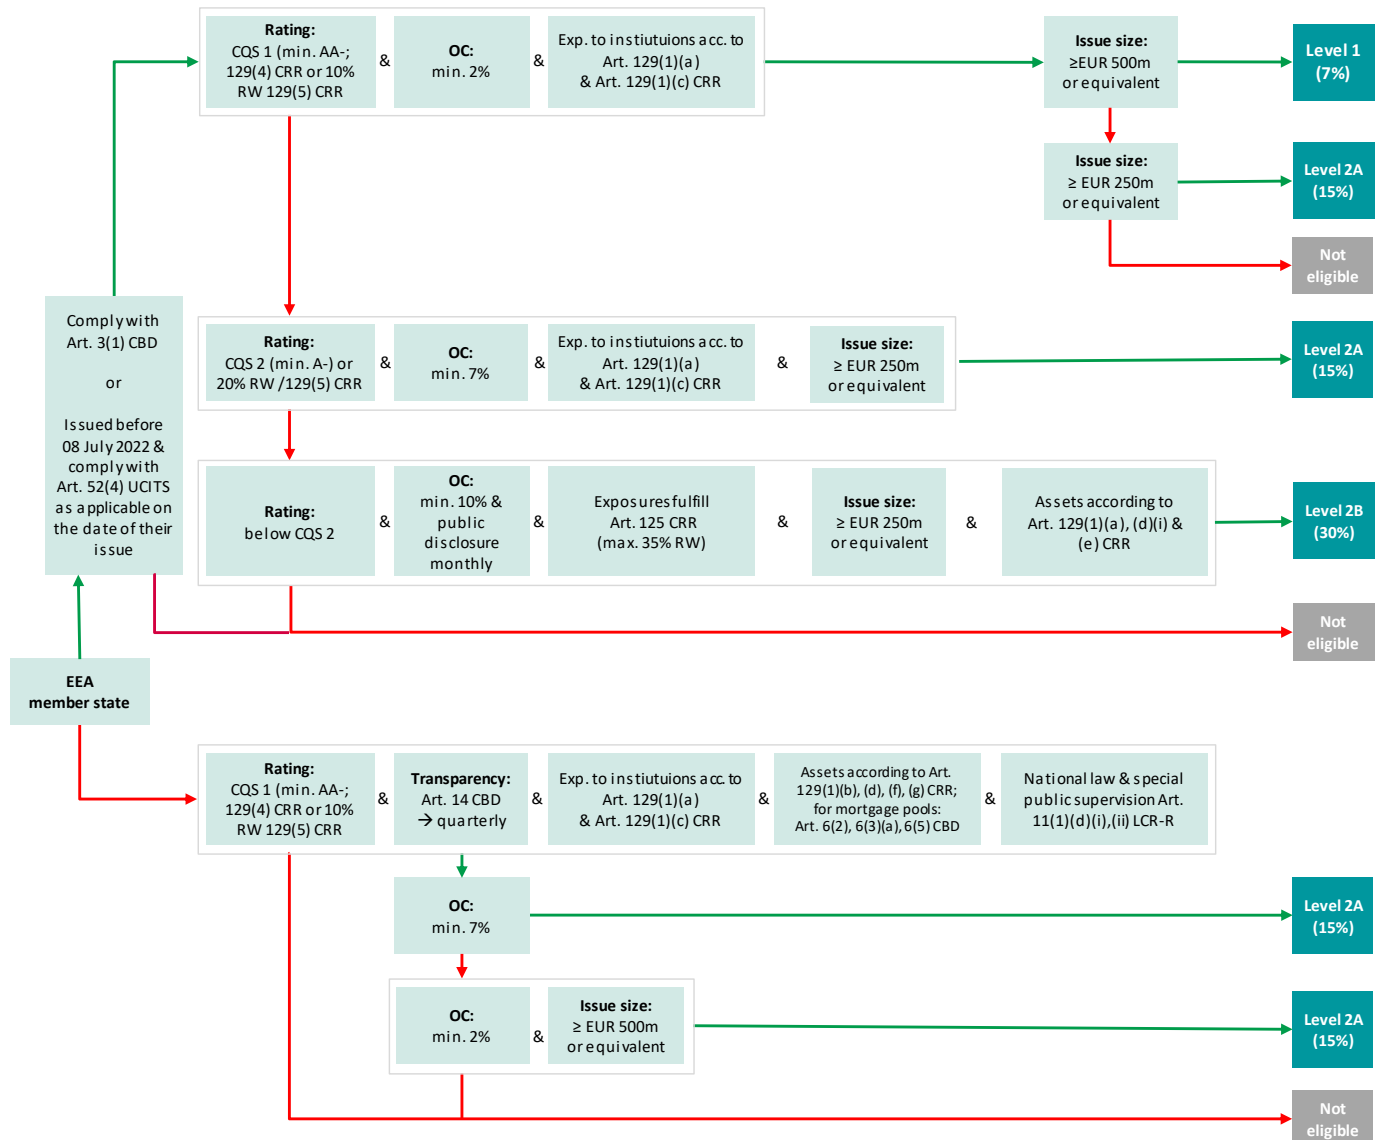 Rating:
CQS 1 (min. AA-;
129(4) CRR or 10%
RW 129(5) CRR
&
OC:
min. 2%
&
Exp. to instiutuions acc. to
Art. 129(1)(a)
& Art. 129(1)(c) CRR
Issue size:
≥EUR 500m
or equivalent
Level 1
(7%)
Issue size:
≥ EUR 250m
or equivalent
Level 2A
(15%)
Not
eligible
Comply with
Art. 3(1) CBD
or
Issued before
08 July 2022 &
comply with
Art. 52(4) UCITS
as applicable on
the date of their
issue
Rating:
CQS 2 (min. A-) or
20% RW /129(5) CRR
&
OC:
min. 7%
&
Exp. to instiutuions acc. to
Art. 129(1)(a)
& Art. 129(1)(c) CRR
&
Issue size:
≥ EUR 250m
or equivalent
Level 2A
(15%)
Rating:
below CQS 2
&
OC:
min. 10% &
public
disclosure
monthly
&
Exposures fulfill
Art. 125 CRR
(max. 35% RW)
&
Issue size:
≥ EUR 250m
or equivalent
&
Assets according to
Art. 129(1)(a), (d)(i) &
(e) CRR
Level 2B
(30%)
Not
eligible
EEA
member state
Rating:
CQS 1 (min. AA-;
129(4) CRR or 10%
RW 129(5) CRR
&
Transparency:
Art. 14 CBD
→ quarterly
&
Exp. to instiutuions acc. to
Art. 129(1)(a)
& Art. 129(1)(c) CRR
&
Assets according to Art.
129(1)(b), (d), (f), (g) CRR;
for mortgage pools:
Art. 6(2), 6(3)(a), 6(5) CBD
&
National law & special
public supervision Art.
11(1)(d)(i),(ii) LCR-R
OC:
min. 7%
Level 2A
(15%)
OC:
min. 2%
&
Issue size:
≥ EUR 500m
or equivalent
Level 2A
(15%)
Not
eligible